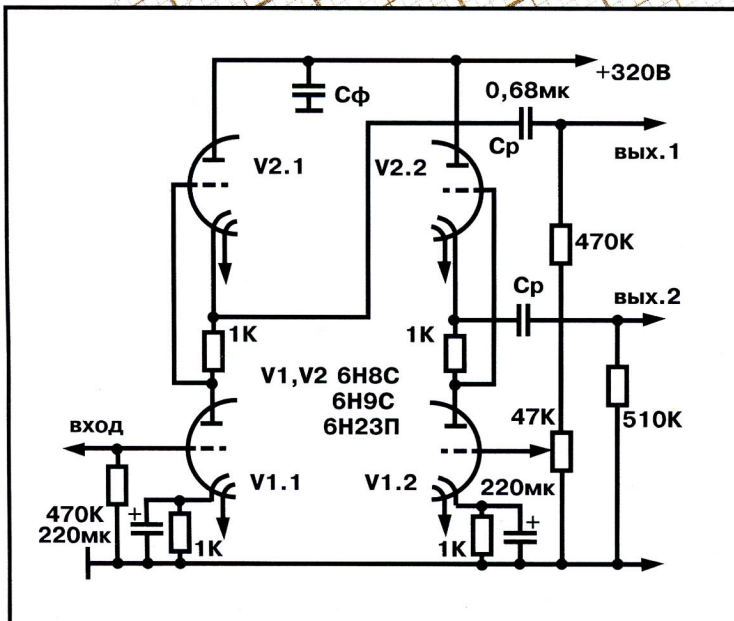 +320В
Сф
0,68мк
Ср
вых.1
V2.1
V2.2
470К
Ср
вых.2
1К
1К
V1,V2 6Н8С
6Н9С
6Н23П
47К
510К
вход
V1.1
V1.2
220мк
470К
220мк
+
1К
1К
+